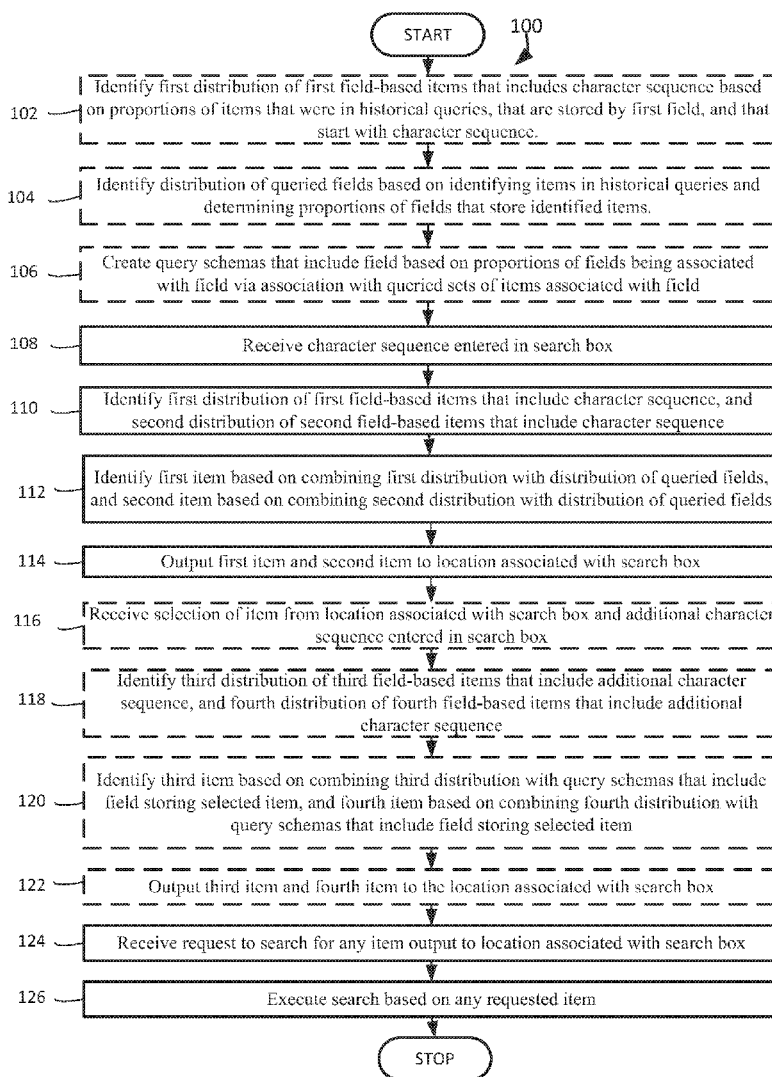 START
100
102
Identify first distribution of first field-based items that includes character sequence based
on proportions of items that were in historical queries, that are stored by first field, and that
start with character sequence.
104
Identify distribution of queried fields based on identifying items in historical queries and
determining proportions of fields that store identified items.
106
Create query schemas that include field based on proportions of fields being associated
with field via association with queried sets of items associated with field
108
Receive character sequence entered in search box
110
Identify first distribution of first field-based items that include character sequence, and
second distribution of second field-based items that include character sequence
112
Identify first item based on combining first distribution with distribution of queried fields,
and second item based on combining second distribution with distribution of queried fields
114
Output first item and second item to location associated with search box
116
Receive selection of item from location associated with search box and additional character
sequence entered in search box
118
Identify third distribution of third field-based items that include additional character
sequence, and fourth distribution of fourth field-based items that include additional
character sequence
120
Identify third item based on combining third distribution with query schemas that include
field storing selected item, and fourth item based on combining fourth distribution with
query schemas that include field storing selected item
122
Output third item and fourth item to the location associated with search box
124
Receive request to search for any item output to location associated with search box
126
Execute search based on any requested item
STOP